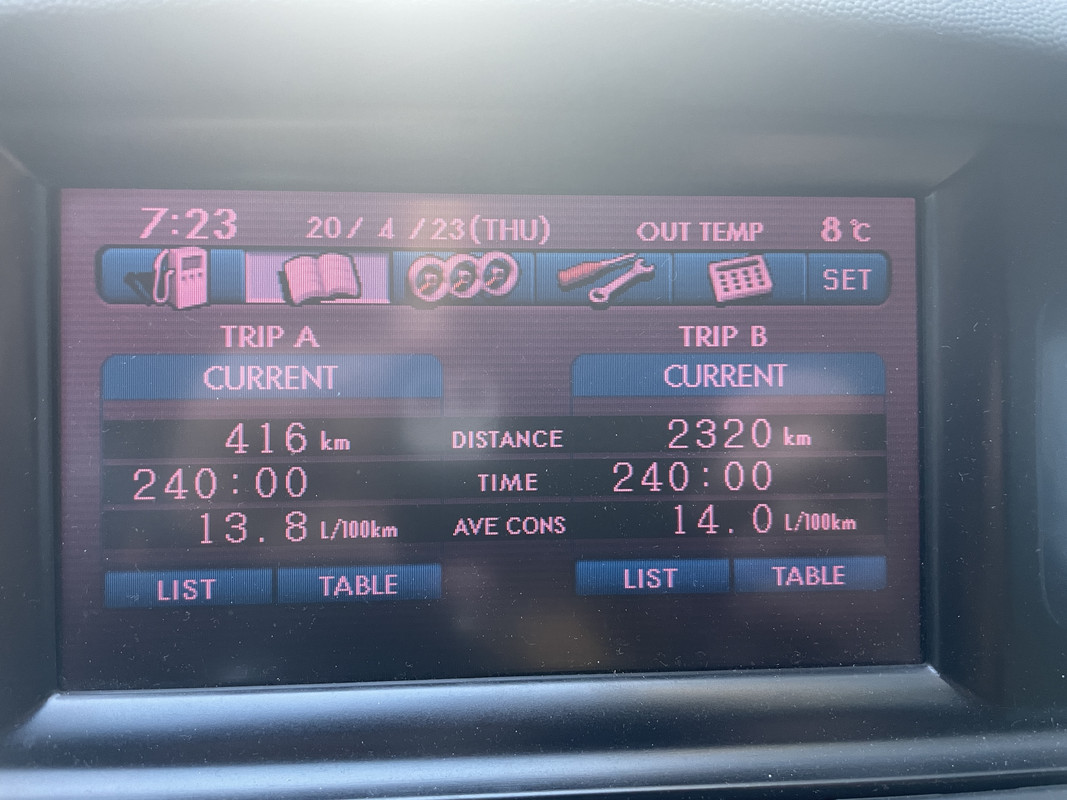 7:23 20/ 4 /23(THU) OUT TEMP 8℃
SET
TRIP A TRIP B
CURRENT CURRENT
416 km DISTANCE 2320 km
240:00 TIME 240:00
13.8 L/100km AVE CONS 14.0 L/100km
LIST TABLE LIST TABLE